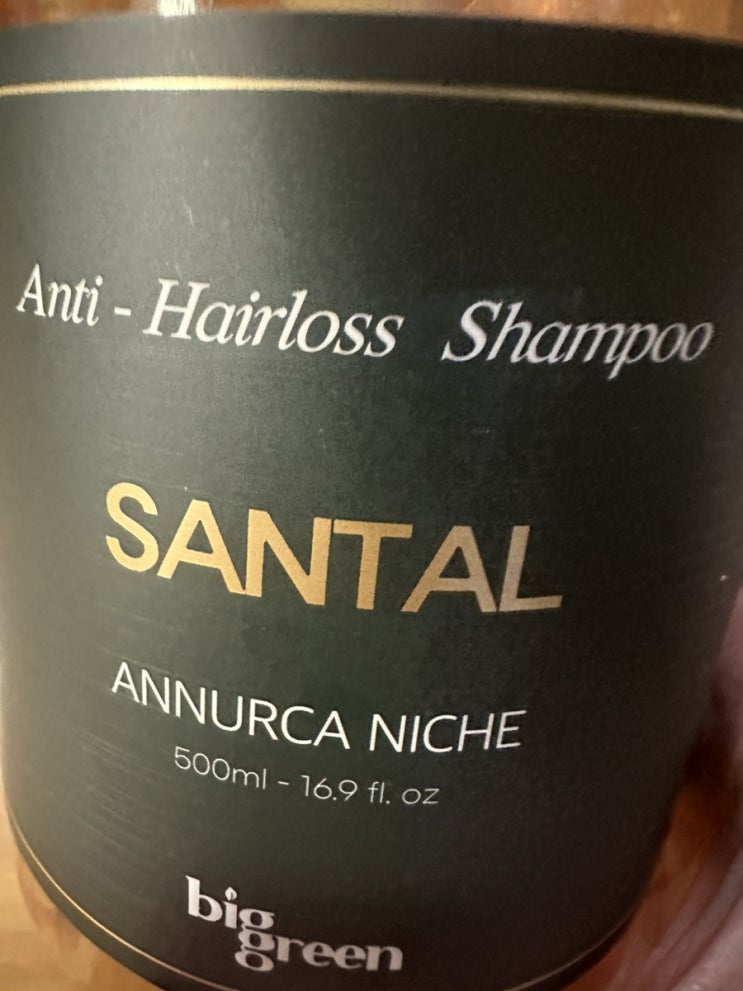 Anti - Hairloss Shampoo
SANTAL
ANNURCA NICHE
500ml - 16.9 fl. oz
big
green